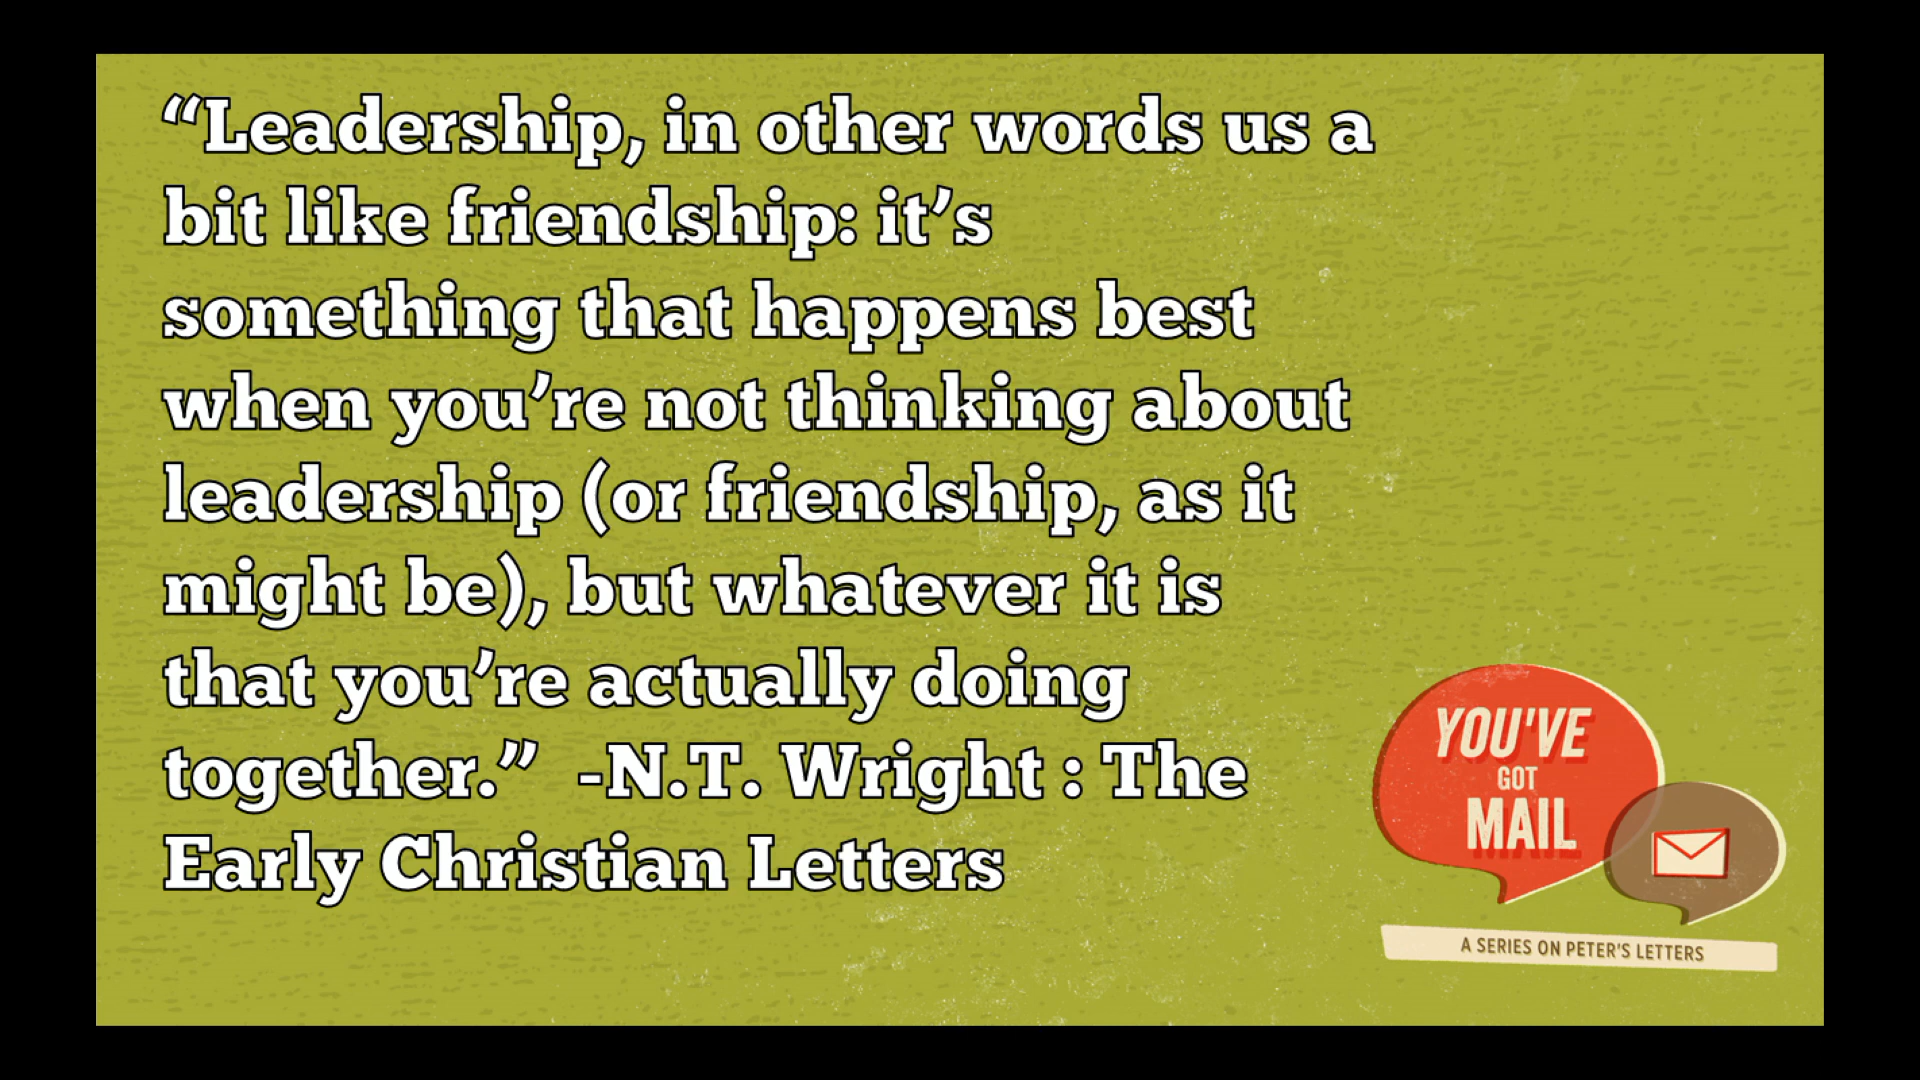 “Leadership, in other words us a
bit like friendship: it’s
something that happens best
when you’re not thinking about
leadership (or friendship, as it
might be), but whatever it is
that you’re actually doing
together.”  -N.T. Wright : The
Early Christian Letters
YOU'VE
GOT
MAIL
A SERIES ON PETER'S LETTERS